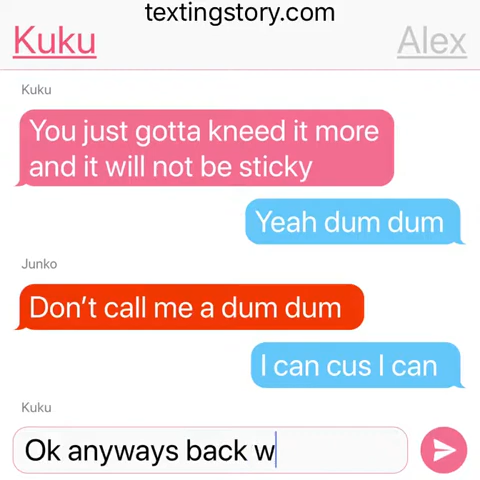 textingstory.com
Kuku
Alex
Kuku
You just gotta kneed it more
and it will not be sticky
Yeah dum dum
Junko
Don’t call me a dum dum
I can cus I can
Kuku
Ok anyways back w